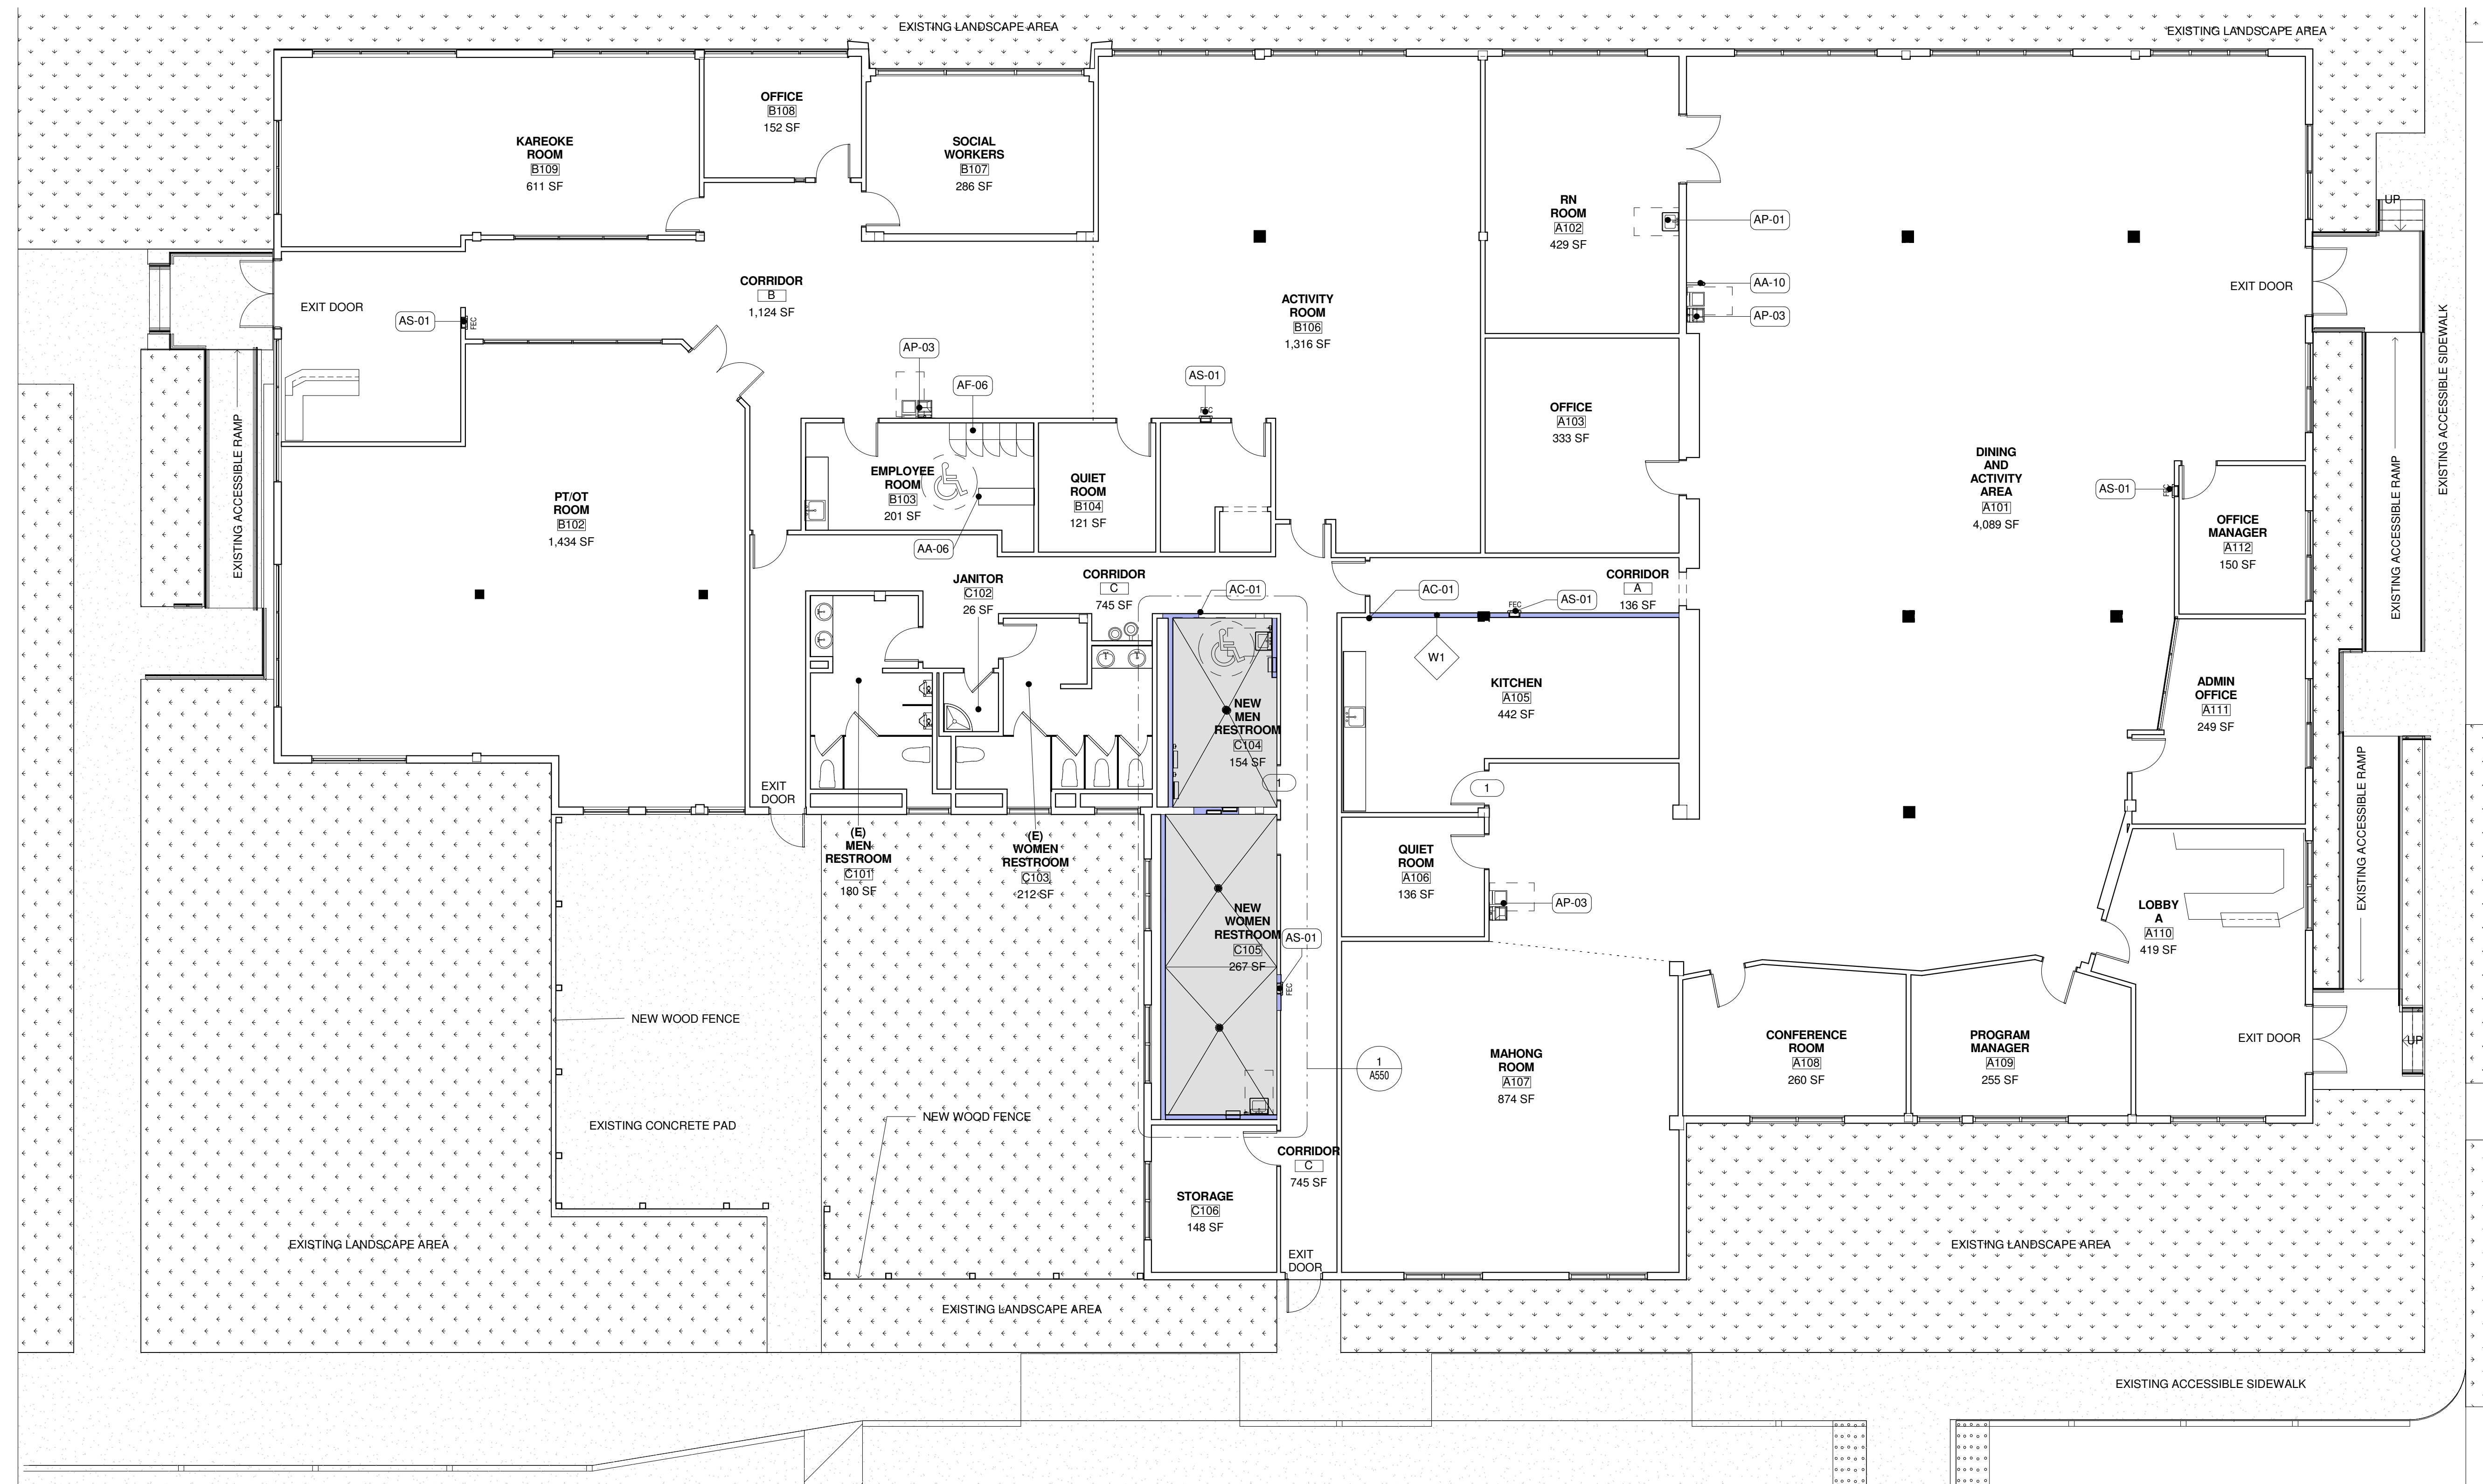 EXISTING LANDSCAPE AREA
EXISTING LANDSCAPE AREA
OFFICE
B108
152 SF
KAREOKE
ROOM
B109
611 SF
SOCIAL
WORKERS
B107
286 SF
RN
ROOM
A102
429 SF
AP-01
UP
CORRIDOR
B
1,124 SF
AA-10
AP-03
EXIT DOOR
EXIT DOOR
AS-01
FEC
ACTIVITY
ROOM
B106
1,316 SF
EXISTING ACCESSIBLE SIDEWALK
AP-03
AF-06
AS-01
FEC
OFFICE
A103
333 SF
EXISTING ACCESSIBLE RAMP
EMPLOYEE
ROOM
B103
201 SF
QUIET
ROOM
B104
121 SF
PT/OT
ROOM
B102
1,434 SF
AA-06
DINING
AND
ACTIVITY
AREA
A101
4,089 SF
AS-01
FEC
OFFICE
MANAGER
A112
150 SF
EXISTING ACCESSIBLE RAMP
JANITOR
C102
26 SF
CORRIDOR
C
745 SF
AC-01
AC-01
FEC
AS-01
CORRIDOR
A
136 SF
W1
KITCHEN
A105
442 SF
ADMIN
OFFICE
A111
249 SF
NEW
MEN
RESTROOM
C104
154 SF
1
1
EXIT
DOOR
EXISTING ACCESSIBLE RAMP
(E)
MEN
RESTROOM
C101
180 SF
(E)
WOMEN
RESTROOM
C103
212 SF
QUIET
ROOM
A106
136 SF
AP-03
NEW
WOMEN
RESTROOM
C105
267 SF
AS-01
FEC
LOBBY
A
A110
419 SF
NEW WOOD FENCE
EXIT DOOR
UP
CONFERENCE
ROOM
A108
260 SF
PROGRAM
MANAGER
A109
255 SF
MAHONG
ROOM
A107
874 SF
1
A550
NEW WOOD FENCE
EXISTING CONCRETE PAD
CORRIDOR
C
745 SF
STORAGE
C106
148 SF
EXIT
DOOR
EXISTING LANDSCAPE AREA
EXISTING LANDSCAPE AREA
EXISTING LANDSCAPE AREA
EXISTING ACCESSIBLE SIDEWALK